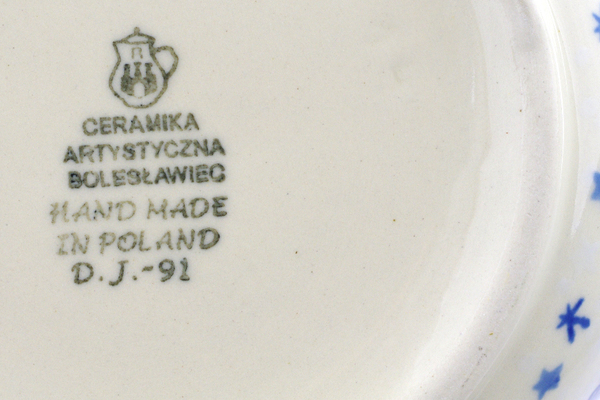 CERAMIKA
ARTYSTYCZNA
BOLESŁAWIEC
HAND MADE
IN POLAND
D.J.-91